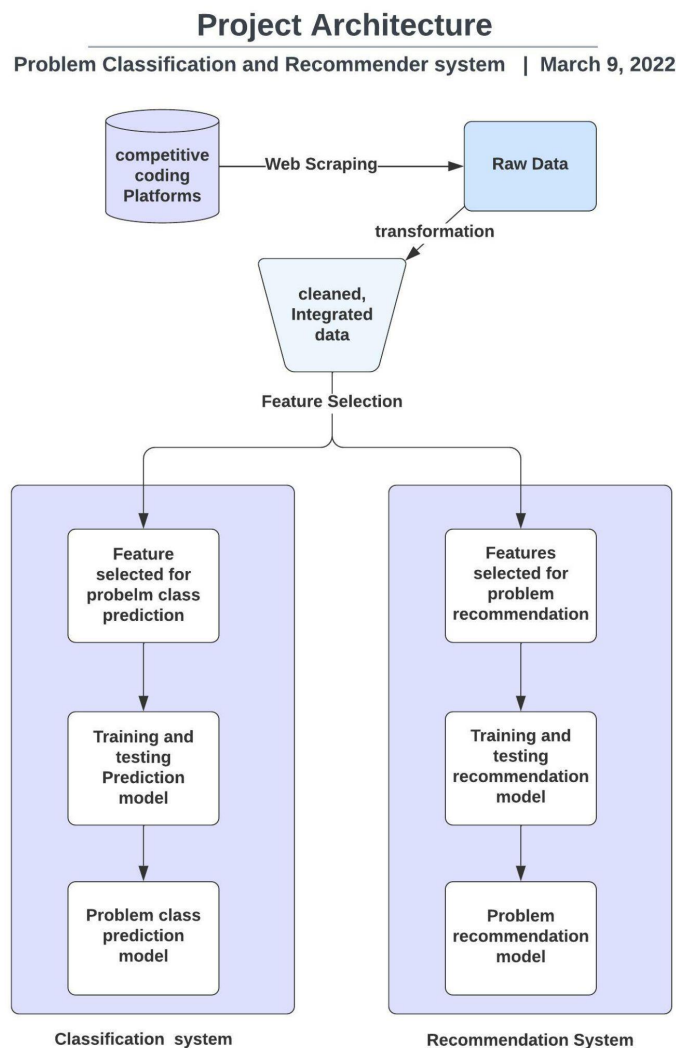 Project Architecture
Problem Classification and Recommender system | March 9, 2022
competitive
coding
Platforms
Web Scraping
Raw Data
transformation
cleaned,
Integrated
data
Feature Selection
Feature
selected for
probelm class
prediction
Training and
testing
Prediction
model
Problem class
prediction
model
Classification system
Features
selected for
problem
recommendation
Training and
testing
recommendation
model
Problem
recommendation
model
Recommendation System